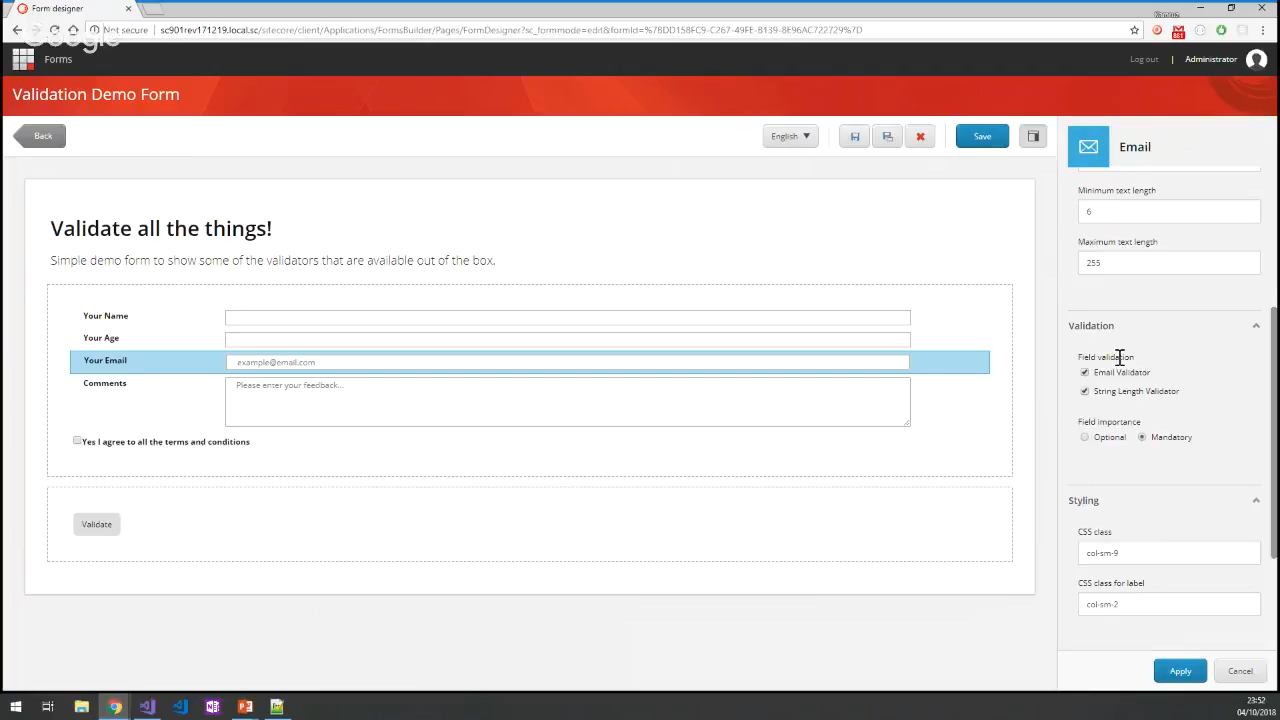 Form designer
Kamruz
Not secure
sc901rev171219.local.sc/sitecore/client/Applications/FormsBuilder/Pages/FormDesigner?sc_formmode=edit&formId=%7BDD158FC9-C267-49FE-B139-8E96AC722729%7D
Google
881
Forms
Log out | Administrator
Validation Demo Form
Back
English
Save
Email
Minimum text length
6
Maximum text length
255
Validate all the things!
Simple demo form to show some of the validators that are available out of the box.
Your Name
Your Age
Your Email example@email.com
Comments Please enter your feedback...
Yes I agree to all the terms and conditions
Validate
Validation
Field validation
Email Validator
String Length Validator
Field importance
Optional Mandatory
Styling
CSS class
col-sm-9
CSS class for label
col-sm-2
Apply Cancel
23:52
04/10/2018